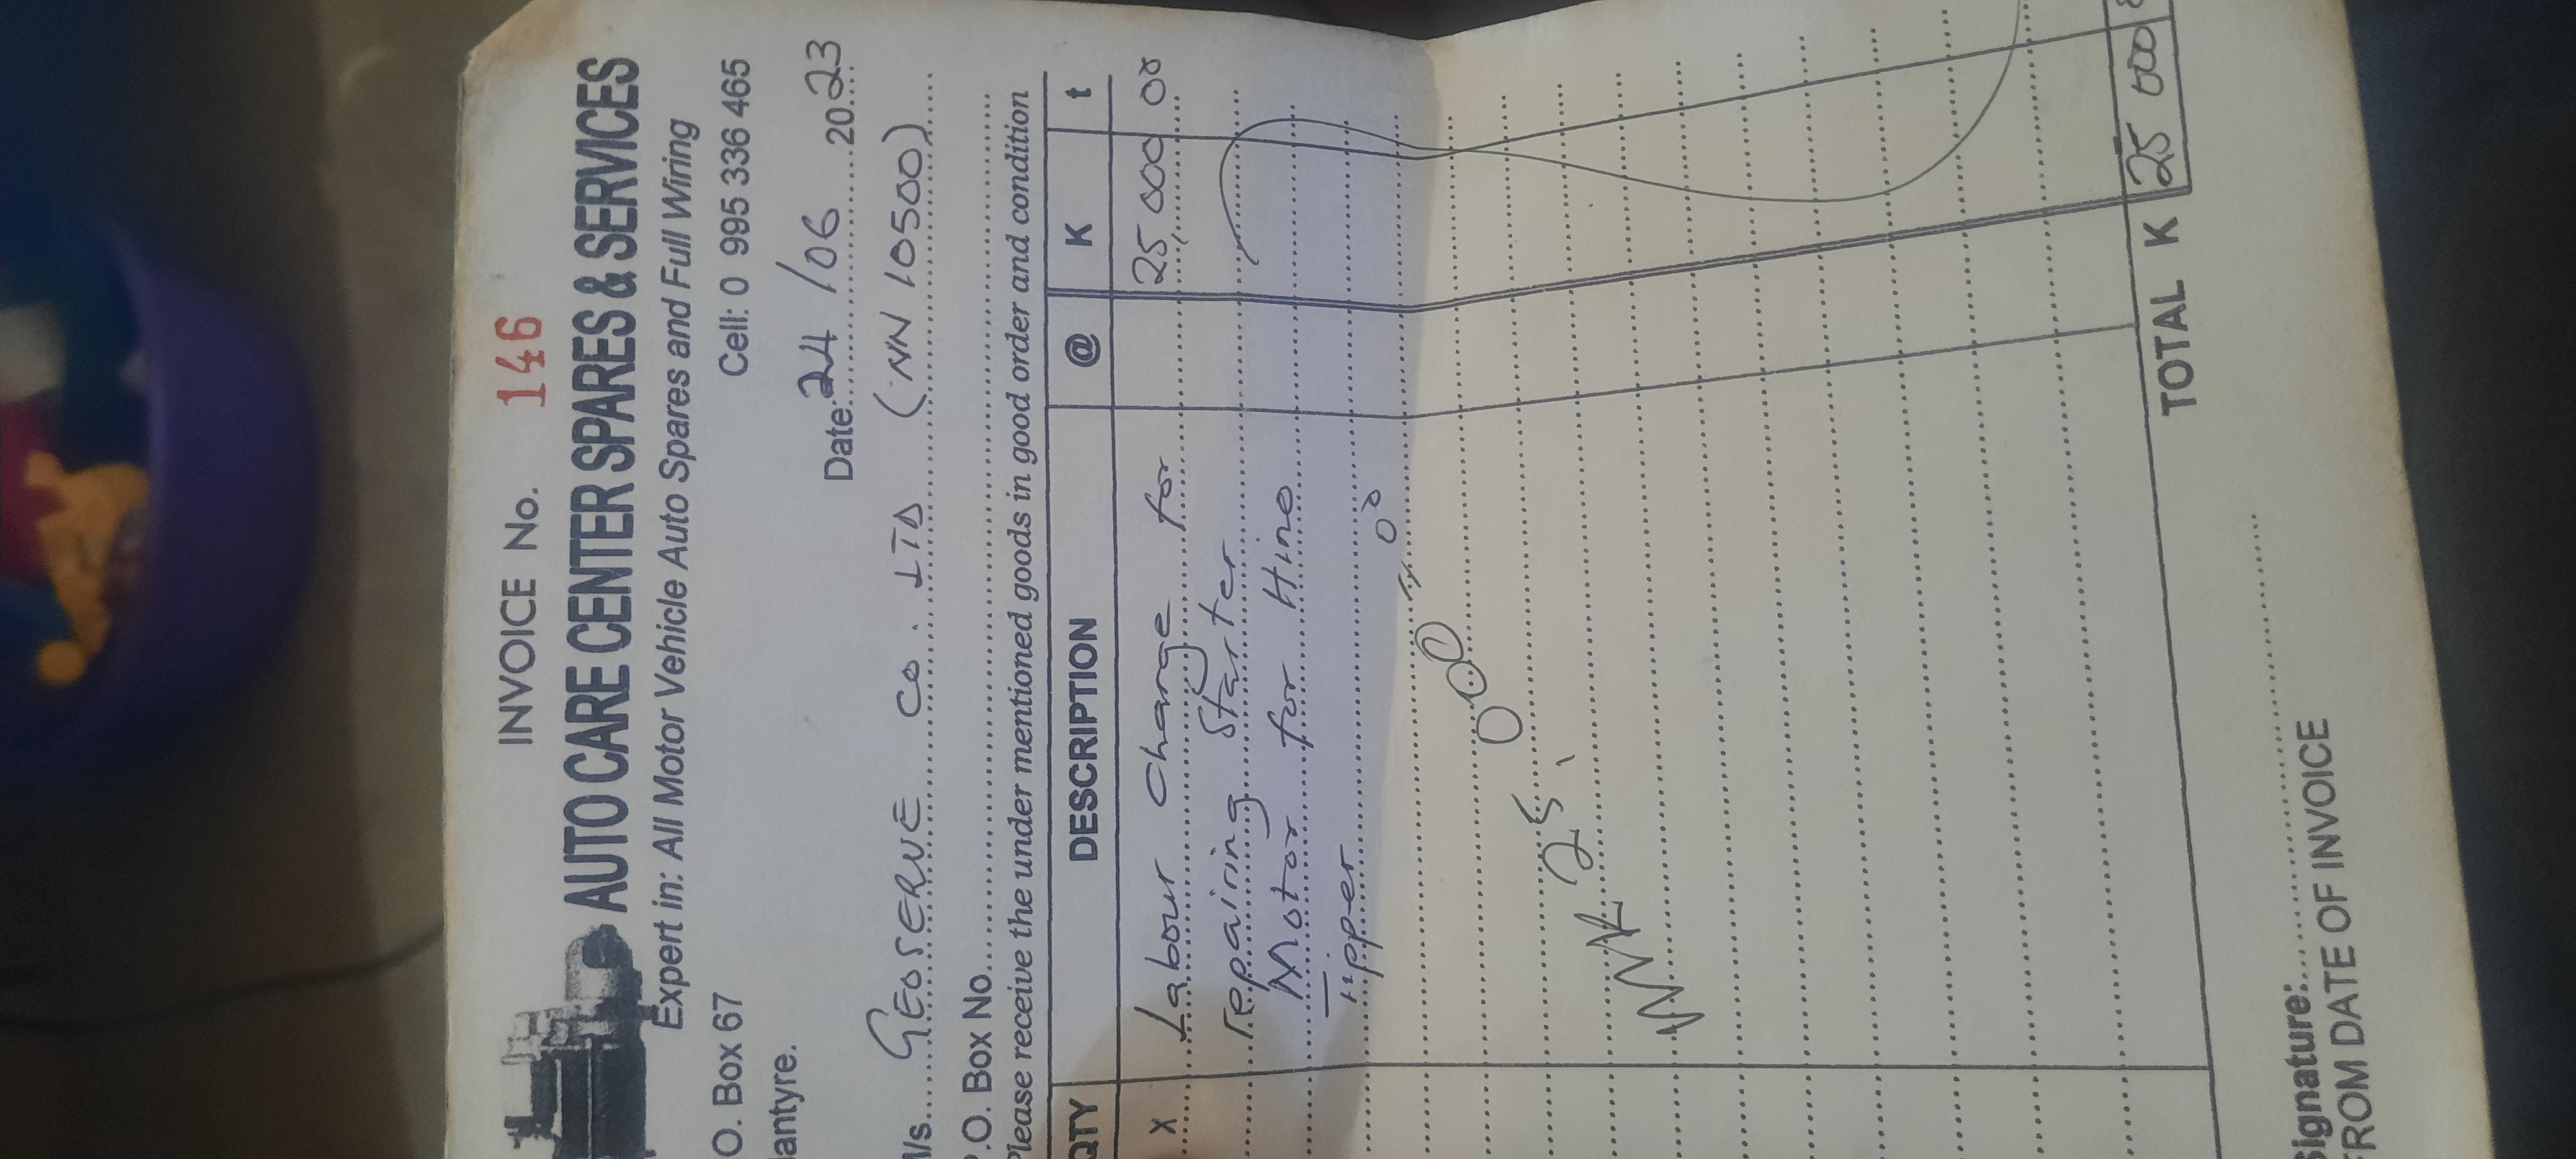 INVOICE No. 146
AUTO CARE CENTER SPARES & SERVICES
Expert in: All Motor Vehicle Auto Spares and Full Wiring
.O. Box 67 Cell: 0 995 336 465
lantyre.
Date: 24/06 2023
M/s. GEOSERVE CO. LTD (NN 10500)
P.O. Box No.
Please receive the under mentioned goods in good order and condition
QTY DESCRIPTION @ K t
X Labour charge for 25,000 00
repairing Starter
Motor for Hino
Tipper
MK 25,000=00
TOTAL K 25 000
Signature:
FROM DATE OF INVOICE